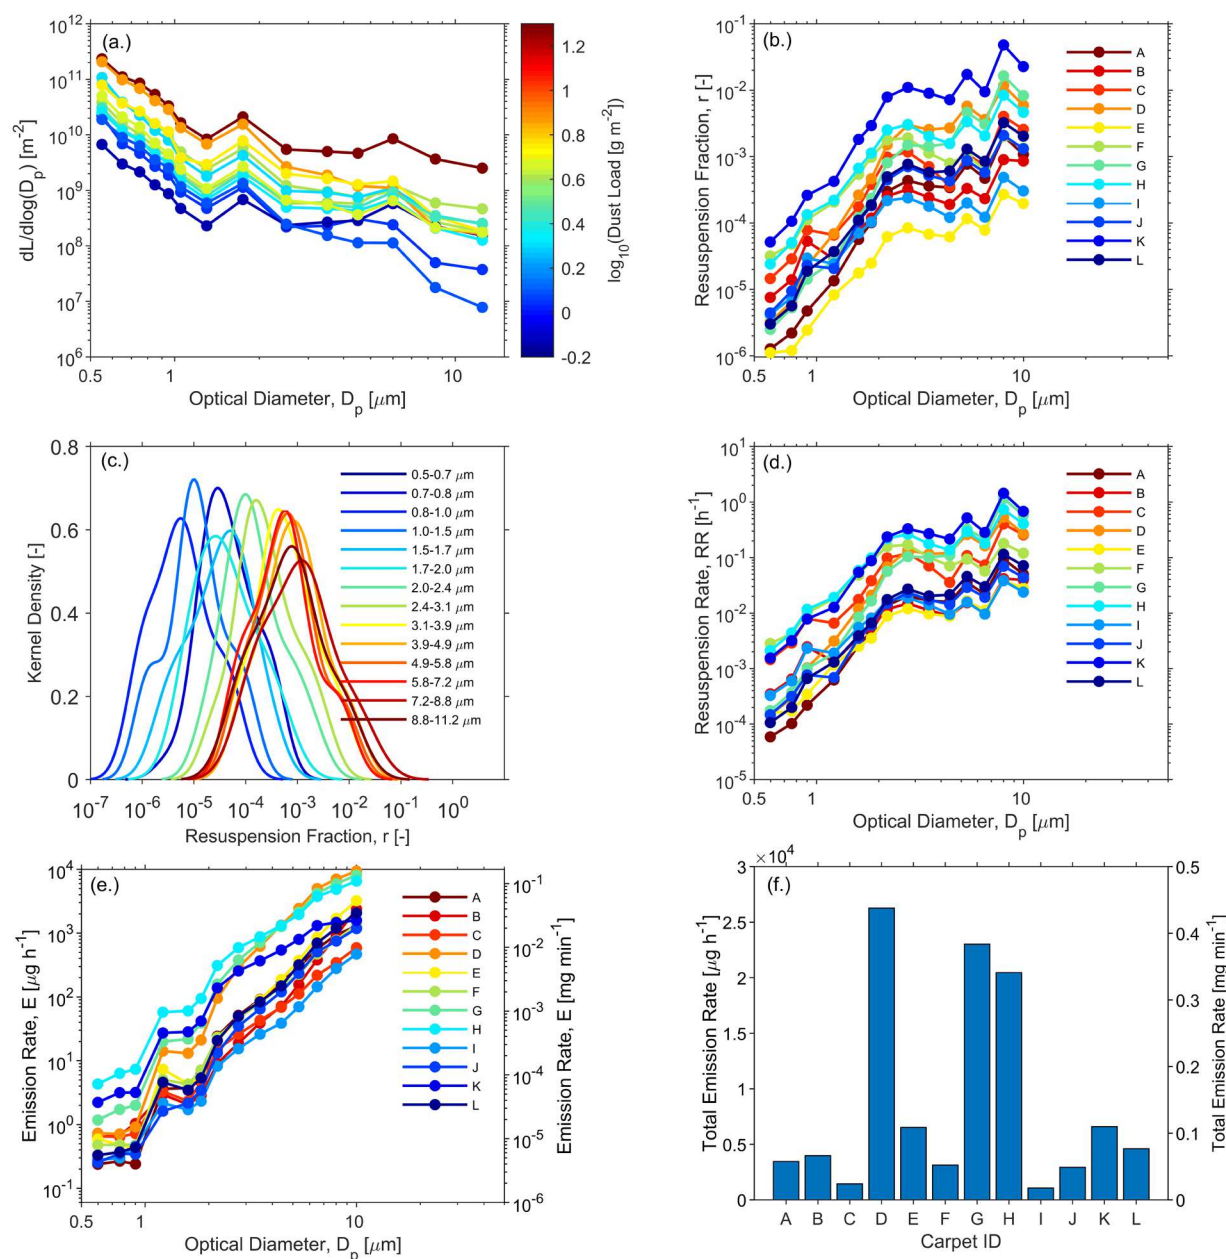 (a.)
10^12
10^11
10^10
10^9
10^8
10^7
10^6
dL/dlog(D_p) [m^-2]
0.5
1
10
Optical Diameter, D_p [μm]
1.2
1
0.8
0.6
0.4
0.2
0
-0.2
log_10(Dust Load) [g m^-2]
(b.)
10^-1
10^-2
10^-3
10^-4
10^-5
10^-6
Resuspension Fraction, r [-]
0.5
1
10
Optical Diameter, D_p [μm]
A
B
C
D
E
F
G
H
I
J
K
L
(c.)
0.8
0.6
0.4
0.2
0
Kernel Density [-]
10^-7
10^-6
10^-5
10^-4
10^-3
10^-2
10^-1
10^0
Resuspension Fraction, r [-]
0.5-0.7 μm
0.7-0.8 μm
0.8-1.0 μm
1.0-1.5 μm
1.5-1.7 μm
1.7-2.0 μm
2.0-2.4 μm
2.4-3.1 μm
3.1-3.9 μm
3.9-4.9 μm
4.9-5.8 μm
5.8-7.2 μm
7.2-8.8 μm
8.8-11.2 μm
(d.)
10^1
10^0
10^-1
10^-2
10^-3
10^-4
10^-5
Resuspension Rate, RR [h^-1]
0.5
1
10
Optical Diameter, D_p [μm]
A
B
C
D
E
F
G
H
I
J
K
L
(e.)
10^4
10^3
10^2
10^1
10^0
10^-1
Emission Rate, E [μg h^-1]
0.5
1
10
Optical Diameter, D_p [μm]
A
B
C
D
E
F
G
H
I
J
K
L
10^-1
10^-2
10^-3
10^-4
10^-5
10^-6
Emission Rate, E [mg min^-1]
×10^4
(f.)
3
2.5
2E4
1.5E4
1E4
0.5E4
0
Total Emission Rate [μg h^-1]
A B C D E F G H I J K L
Carpet ID
0.5
0.4
0.3
0.2
0.1
0
Total Emission Rate [mg min^-1]